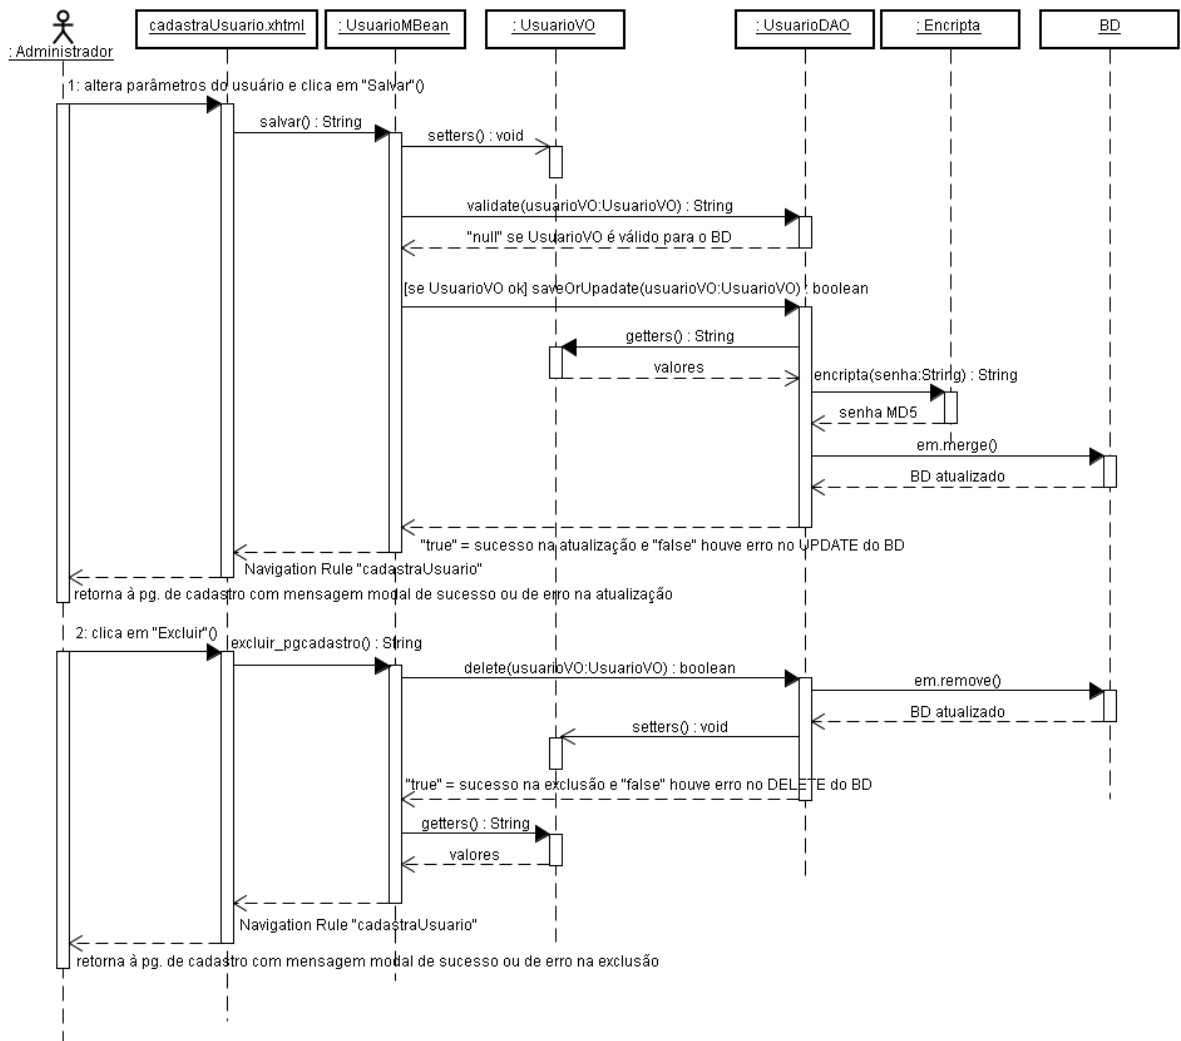 : Administrador
cadastraUsuario.xhtml
: UsuarioMBean
: UsuarioVO
: UsuarioDAO
: Encripta
BD
1: altera parâmetros do usuário e clica em "Salvar"()
salvar() : String
setters() : void
validate(usuarioVO:UsuarioVO) : String
"null" se UsuarioVO é válido para o BD
[se UsuarioVO ok] saveOrUpadate(usuarioVO:UsuarioVO) : boolean
getters() : String
valores
encripta(senha:String) : String
senha MD5
em.merge()
BD atualizado
"true" = sucesso na atualização e "false" houve erro no UPDATE do BD
Navigation Rule "cadastraUsuario"
retorna à pg. de cadastro com mensagem modal de sucesso ou de erro na atualização
2: clica em "Excluir"()
excluir_pgcadastro() : String
delete(usuarioVO:UsuarioVO) : boolean
em.remove()
BD atualizado
setters() : void
"true" = sucesso na exclusão e "false" houve erro no DELETE do BD
getters() : String
valores
Navigation Rule "cadastraUsuario"
retorna à pg. de cadastro com mensagem modal de sucesso ou de erro na exclusão